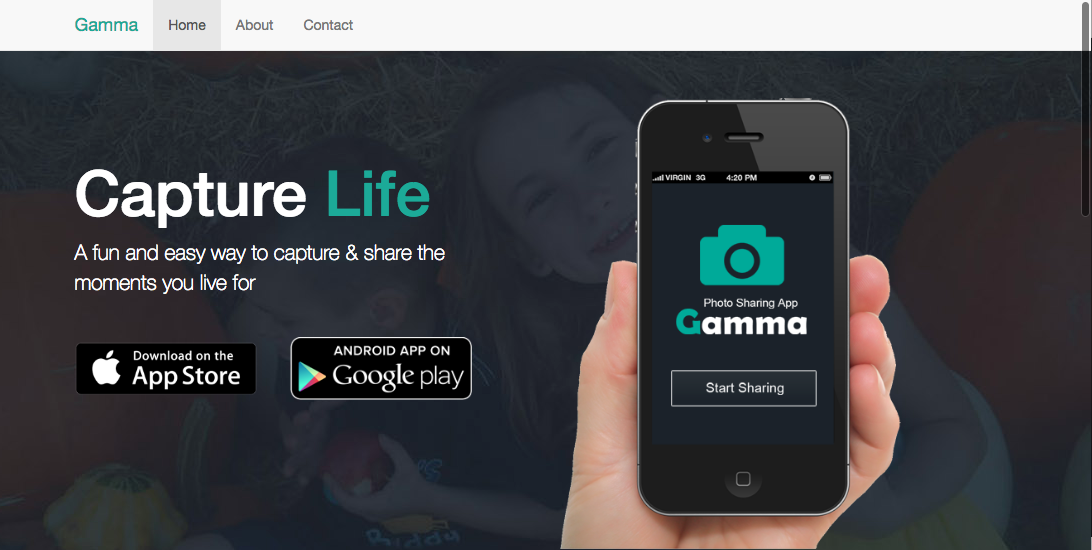 Gamma Home About Contact
Capture Life
A fun and easy way to capture & share the
moments you live for
Download on the
App Store
ANDROID APP ON
Google play
VIRGIN 3G 4:20 PM
Photo Sharing App
Gamma
Start Sharing